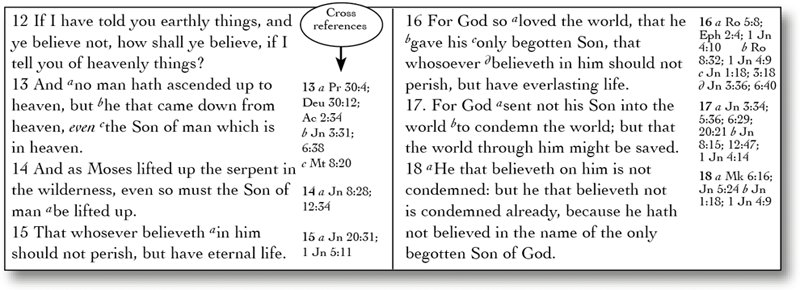 12 If I have told you earthly things, and
ye believe not, how shall ye believe, if I
tell you of heavenly things?
13 And ᵃno man hath ascended up to
heaven, but ᵇhe that came down from
heaven, even ᶜthe Son of man which is
in heaven.
14 And as Moses lifted up the serpent in
the wilderness, even so must the Son of
man ᵃbe lifted up.
15 That whosoever believeth ᵃin him
should not perish, but have eternal life.
Cross
references
13 a Pr 30:4;
Deu 30:12;
Ac 2:34
b Jn 3:31;
6:38
c Mt 8:20
14 a Jn 8:28;
12:34
15 a Jn 20:31;
1 Jn 5:11
16 For God so ᵃloved the world, that he
ᵇgave his ᶜonly begotten Son, that
whosoever ᵈbelieveth in him should not
perish, but have everlasting life.
17. For God ᵃsent not his Son into the
world ᵇto condemn the world; but that
the world through him might be saved.
18 ᵃHe that believeth on him is not
condemned: but he that believeth not
is condemned already, because he hath
not believed in the name of the only
begotten Son of God.
16 a Ro 5:8;
Eph 2:4; 1 Jn
4:10 b Ro
8:32; 1 Jn 4:9
c Jn 1:18; 3:18
d Jn 3:36; 6:40
17 a Jn 3:34;
5:36; 6:29;
20:21 b Jn
8:15; 12:47;
1 Jn 4:14
18 a Mk 6:16;
Jn 5:24 b Jn
1:18; 1 Jn 4:9